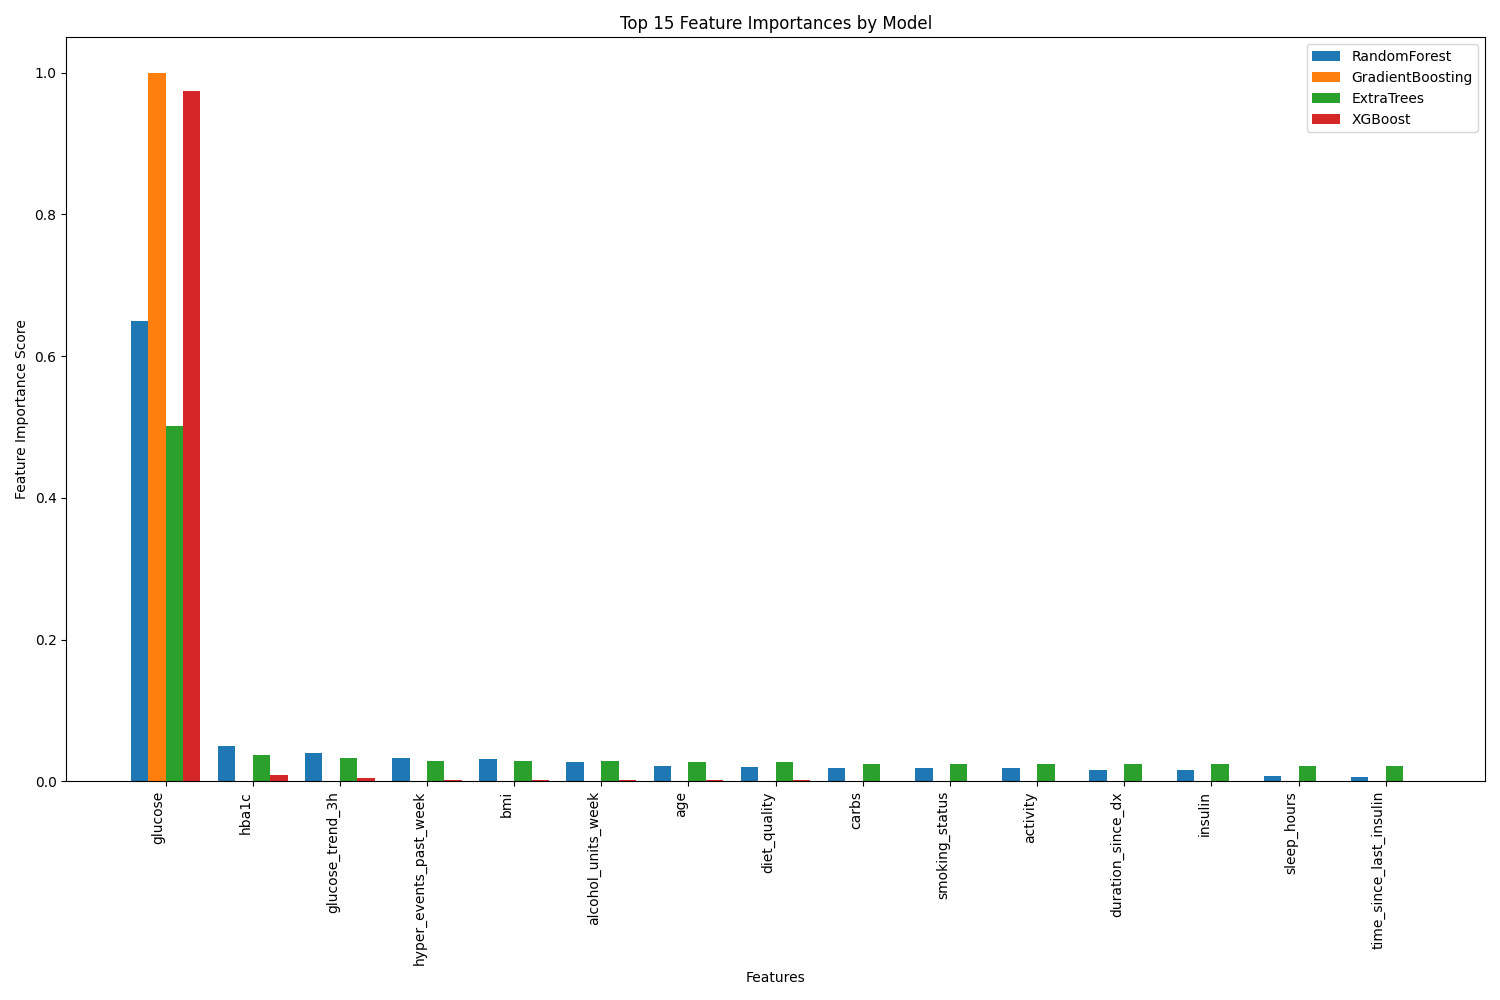 Top 15 Feature Importances by Model
RandomForest
GradientBoosting
ExtraTrees
XGBoost
Feature Importance Score
1.0
0.8
0.6
0.4
0.2
0.0
glucose
hba1c
glucose_trend_3h
hyper_events_past_week
bmi
alcohol_units_week
age
diet_quality
carbs
smoking_status
activity
duration_since_dx
insulin
sleep_hours
time_since_last_insulin
Features